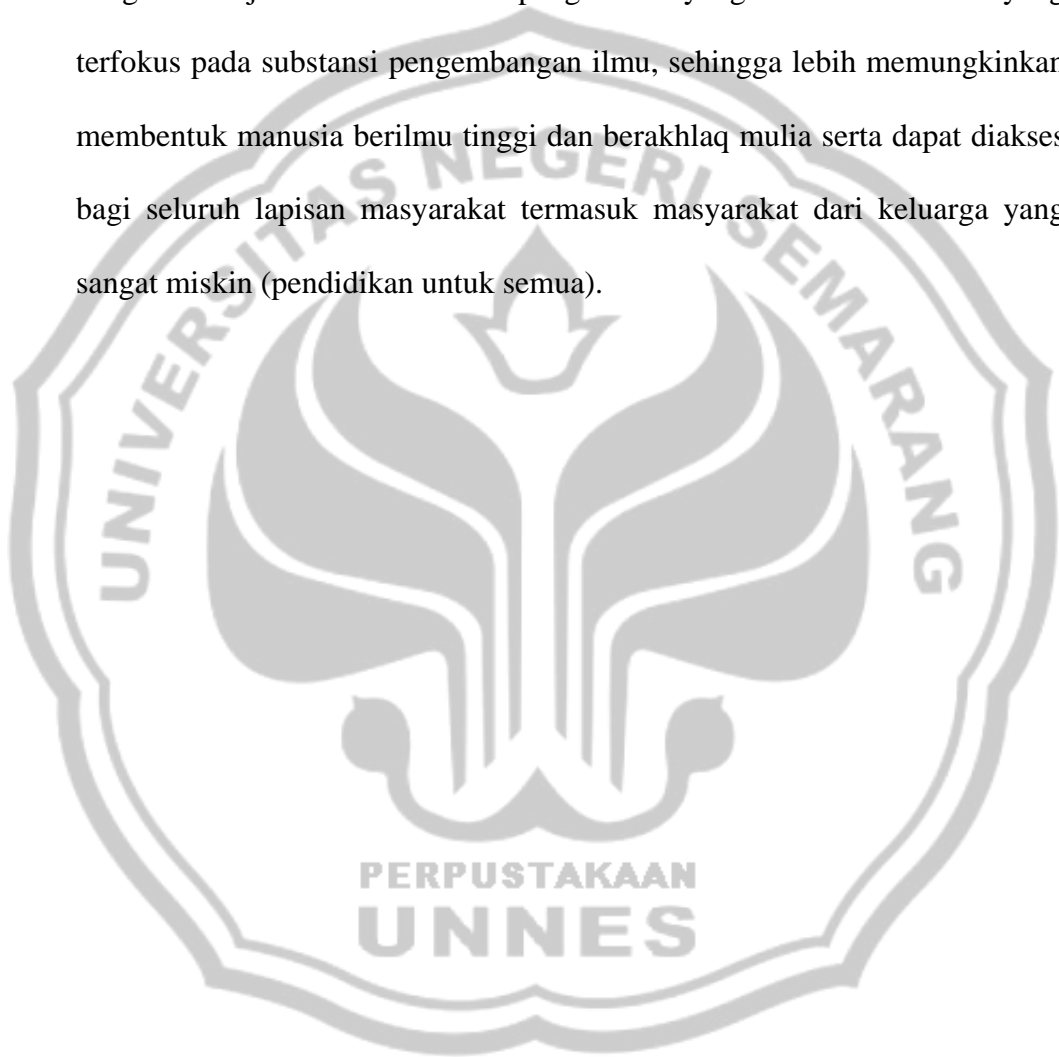 terfokus pada substansi pengembangan ilmu, sehingga lebih memungkinkan
membentuk manusia berilmu tinggi dan berakhlaq mulia serta dapat diakses
bagi seluruh lapisan masyarakat termasuk masyarakat dari keluarga yang
sangat miskin (pendidikan untuk semua).
UNIVERSITAS NEGERI SEMARANG
PERPUSTAKAAN
UNNES